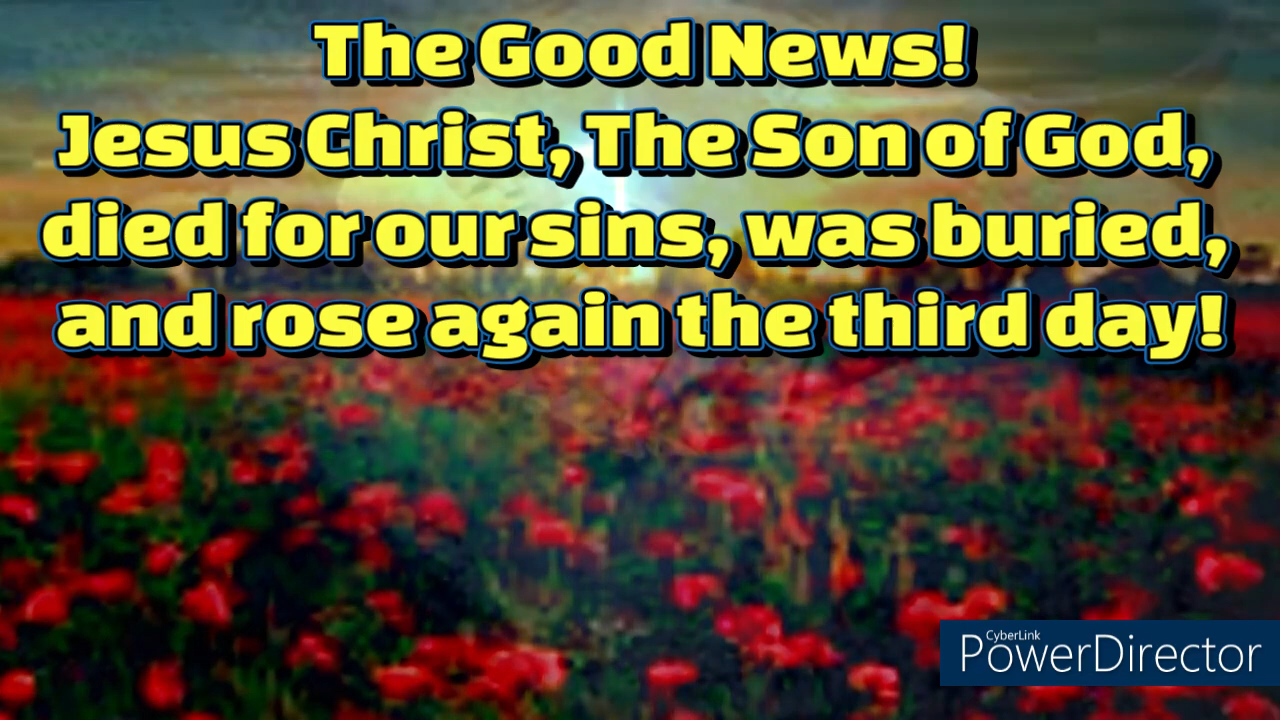 The Good News!
Jesus Christ, The Son of God,
died for our sins, was buried,
and rose again the third day!
CyberLink
PowerDirector